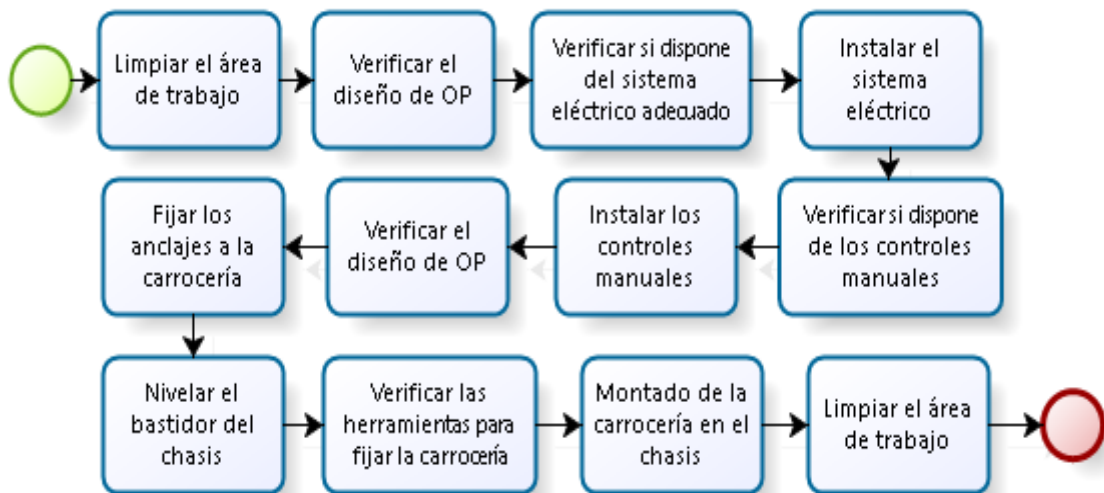 Limpiar el área
de trabajo
Verificar el
diseño de OP
Verificar si dispone
del sistema
eléctrico adecuado
Instalar el
sistema
eléctrico
Verificar si dispone
de los controles
manuales
Instalar los
controles
manuales
Verificar el
diseño de OP
Fijar los
anclajes a la
carrocería
Nivelar el
bastidor del
chasis
Verificar las
herramientas para
fijar la carrocería
Montado de la
carrocería en el
chasis
Limpiar el área
de trabajo